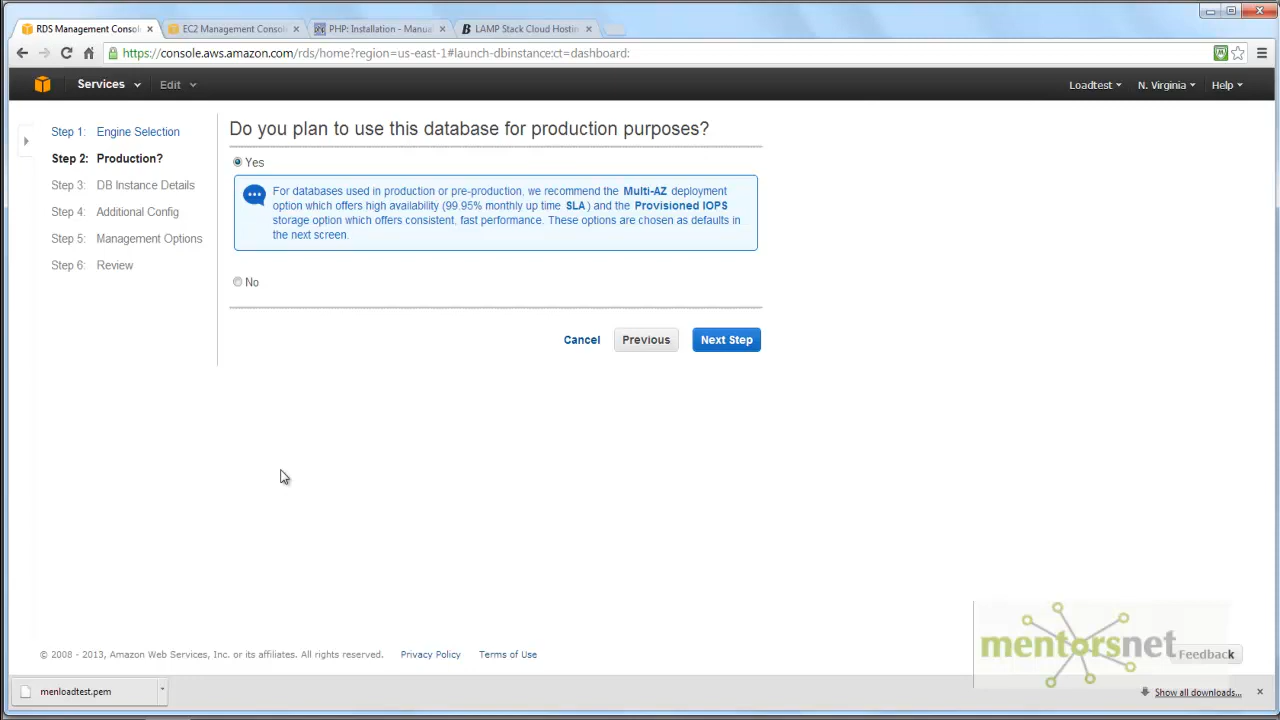 RDS Management Consol
EC2 Management Consol
PHP: Installation - Manua
LAMP Stack Cloud Hostin
https://console.aws.amazon.com/rds/home?region=us-east-1#launch-dbinstance:ct=dashboard:
Services
Edit
Loadtest
N. Virginia
Help
Step 1: Engine Selection
Step 2: Production?
Step 3: DB Instance Details
Step 4: Additional Config
Step 5: Management Options
Step 6: Review
Do you plan to use this database for production purposes?
Yes
For databases used in production or pre-production, we recommend the Multi-AZ deployment
option which offers high availability (99.95% monthly up time SLA ) and the Provisioned IOPS
storage option which offers consistent, fast performance. These options are chosen as defaults in
the next screen.
No
Cancel
Previous
Next Step
mentorsnet
Feedback
© 2008 - 2013, Amazon Web Services, Inc. or its affiliates. All rights reserved.
Privacy Policy
Terms of Use
menloadtest.pem
Show all downloads...